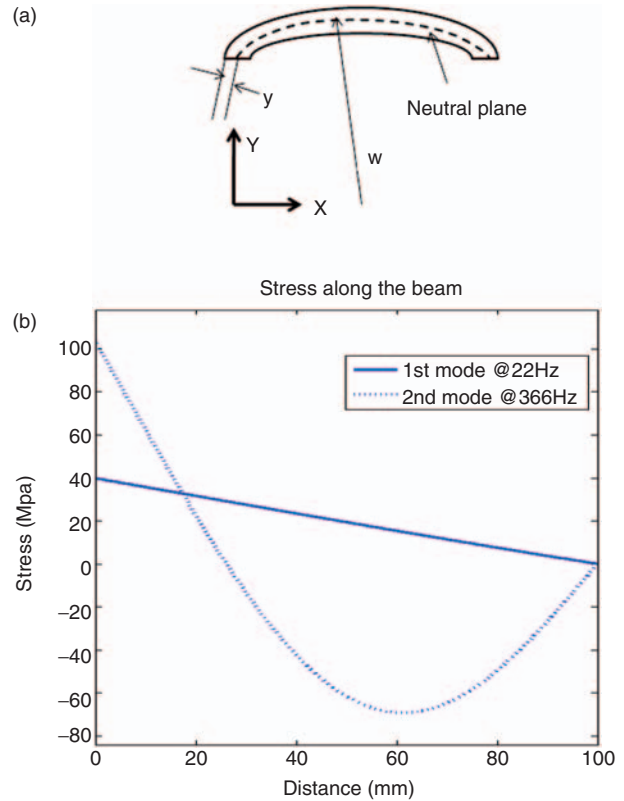 (a)
y
Neutral plane
Y
w
X
Stress along the beam
(b)
1st mode @22Hz
2nd mode @366Hz
100
80
60
40
20
0
−20
−40
−60
−80
Stress (Mpa)
0 20 40 60 80 100
Distance (mm)